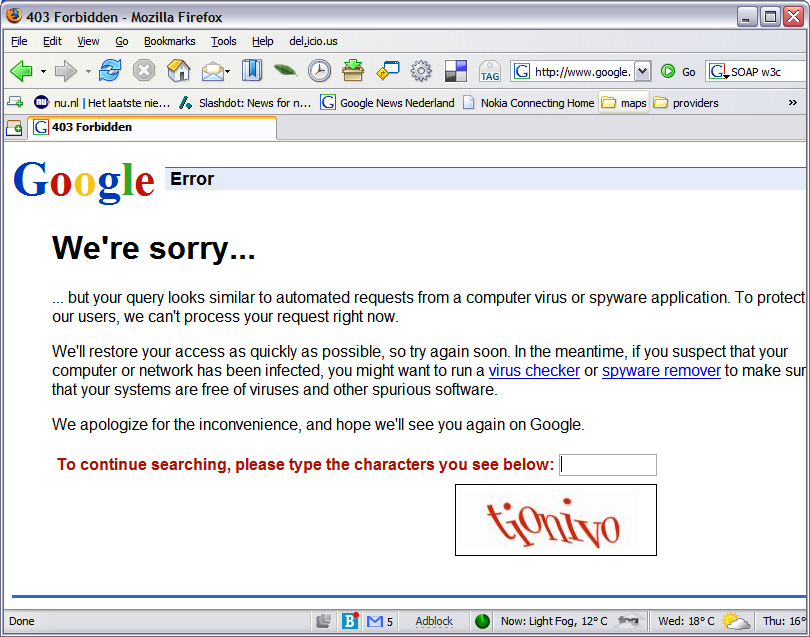 403 Forbidden - Mozilla Firefox
File Edit View Go Bookmarks Tools Help del.icio.us
TAG G http://www.google. Go G SOAP w3c
nu nu.nl | Het laatste nie... Slashdot: News for n... G Google News Nederland Nokia Connecting Home maps providers »
G 403 Forbidden
Google Error
We're sorry...
... but your query looks similar to automated requests from a computer virus or spyware application. To protect
our users, we can't process your request right now.
We'll restore your access as quickly as possible, so try again soon. In the meantime, if you suspect that your
computer or network has been infected, you might want to run a virus checker or spyware remover to make sur
that your systems are free of viruses and other spurious software.
We apologize for the inconvenience, and hope we'll see you again on Google.
To continue searching, please type the characters you see below:
tjonivo
Done B 5 Adblock Now: Light Fog, 12° C fog Wed: 18° C Thu: 16°